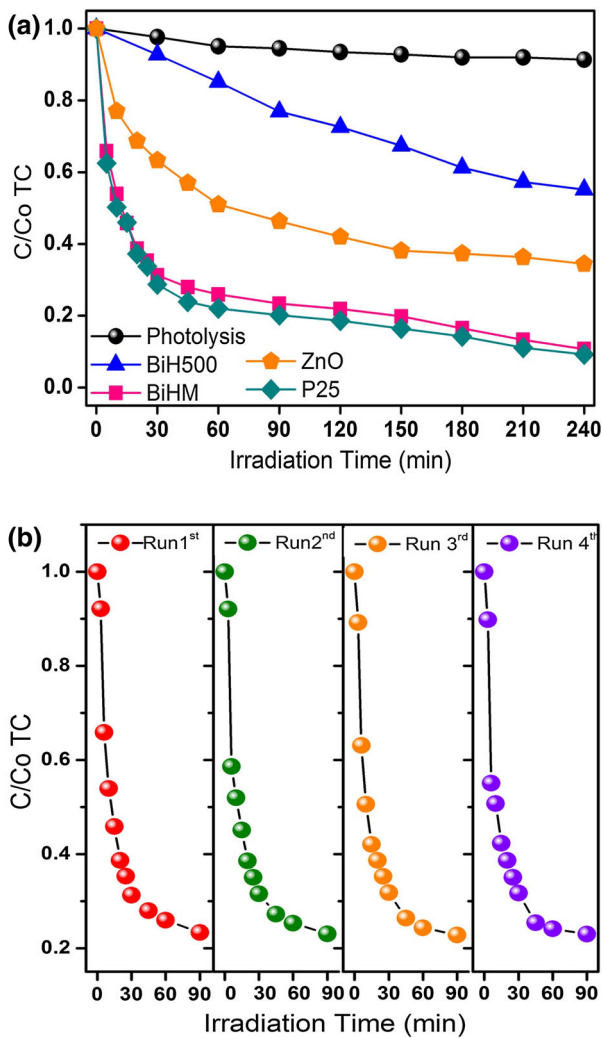 (a)
C/Co TC
1.0
0.8
0.6
0.4
0.2
0.0
Photolysis
BiH500
BiHM
ZnO
P25
0 30 60 90 120 150 180 210 240
Irradiation Time (min)
(b)
Run1st Run2nd Run 3rd Run 4th
C/Co TC
1.0
0.8
0.6
0.4
0.2
0 30 60 90 0 30 60 90 0 30 60 90 0 30 60 90
Irradiation Time (min)